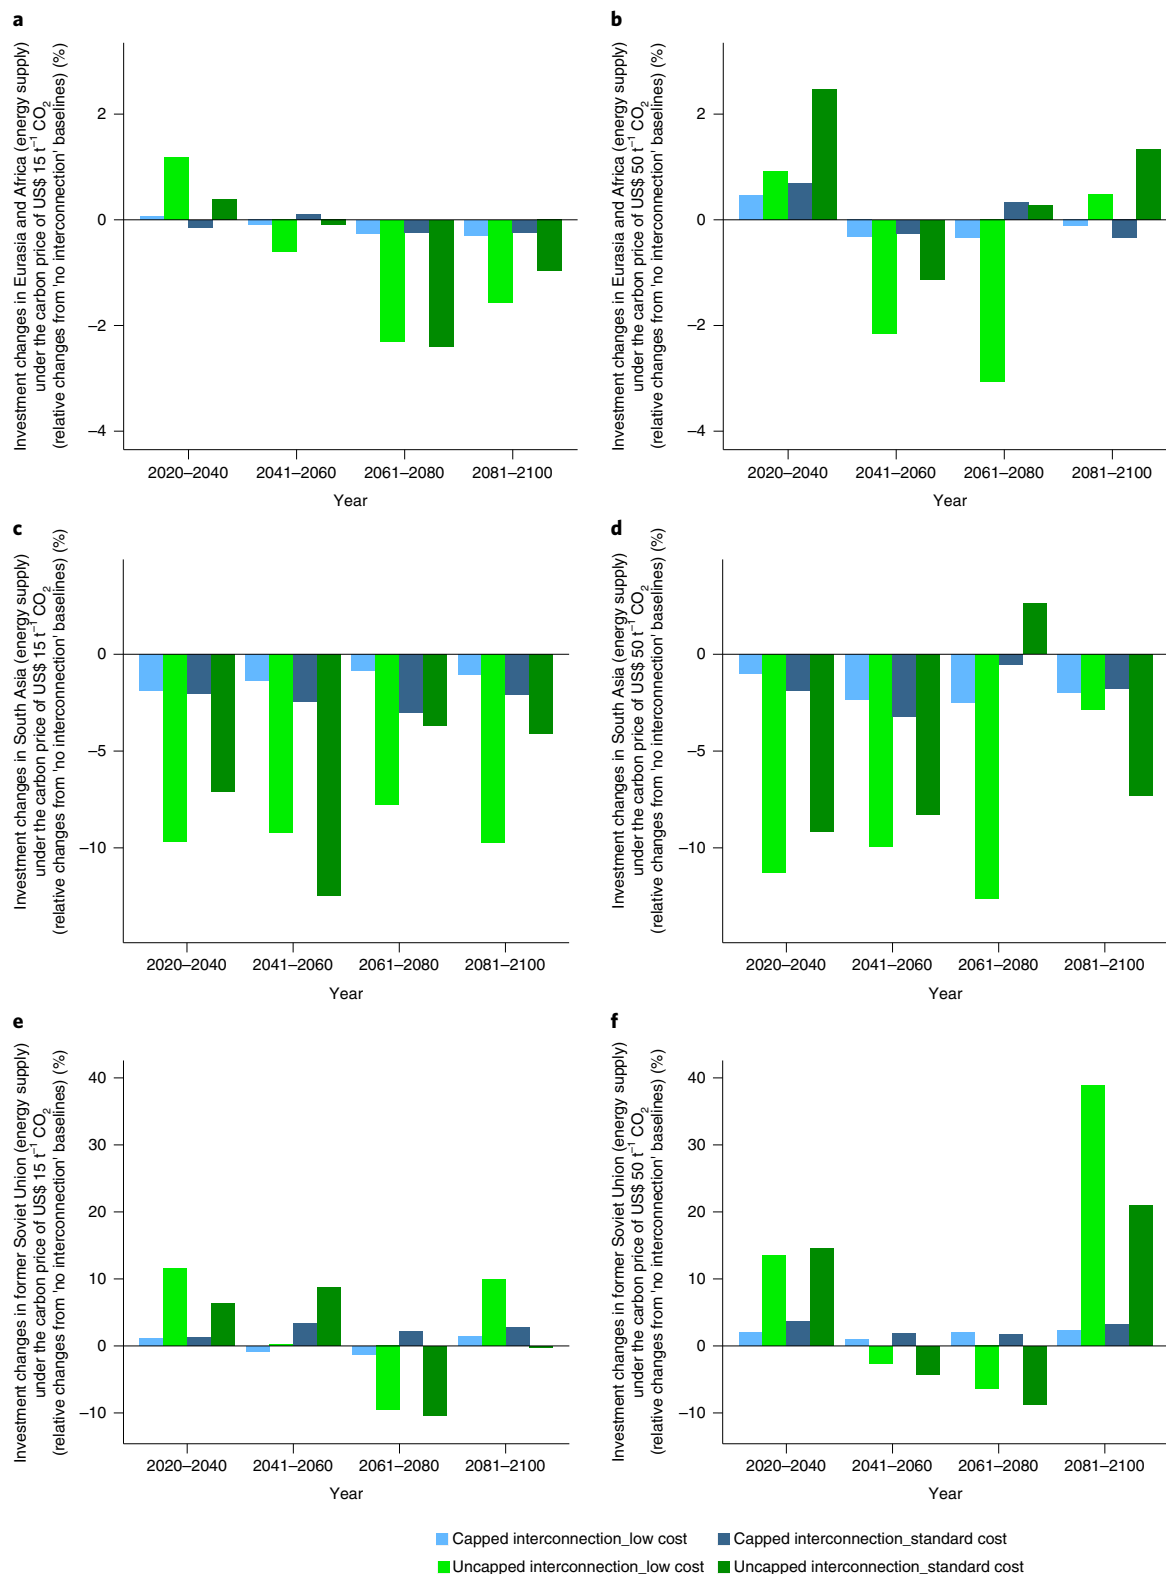 a
Investment changes in Eurasia and Africa (energy supply)
under the carbon price of US$ 15 t⁻¹ CO₂
(relative changes from 'no interconnection' baselines) (%)
2
0
–2
–4
2020–2040 2041–2060 2061–2080 2081–2100
Year
b
Investment changes in Eurasia and Africa (energy supply)
under the carbon price of US$ 50 t⁻¹ CO₂
(relative changes from 'no interconnection' baselines) (%)
2
0
–2
–4
2020–2040 2041–2060 2061–2080 2081–2100
Year
c
Investment changes in South Asia (energy supply)
under the carbon price of US$ 15 t⁻¹ CO₂
(relative changes from 'no interconnection' baselines) (%)
0
–5
–10
2020–2040 2041–2060 2061–2080 2081–2100
Year
d
Investment changes in South Asia (energy supply)
under the carbon price of US$ 50 t⁻¹ CO₂
(relative changes from 'no interconnection' baselines) (%)
0
–5
–10
2020–2040 2041–2060 2061–2080 2081–2100
Year
e
Investment changes in former Soviet Union (energy supply)
under the carbon price of US$ 15 t⁻¹ CO₂
(relative changes from 'no interconnection' baselines) (%)
40
30
20
10
0
–10
2020–2040 2041–2060 2061–2080 2081–2100
Year
f
Investment changes in former Soviet Union (energy supply)
under the carbon price of US$ 50 t⁻¹ CO₂
(relative changes from 'no interconnection' baselines) (%)
40
30
20
10
0
–10
2020–2040 2041–2060 2061–2080 2081–2100
Year
Capped interconnection_low cost Capped interconnection_standard cost
Uncapped interconnection_low cost Uncapped interconnection_standard cost